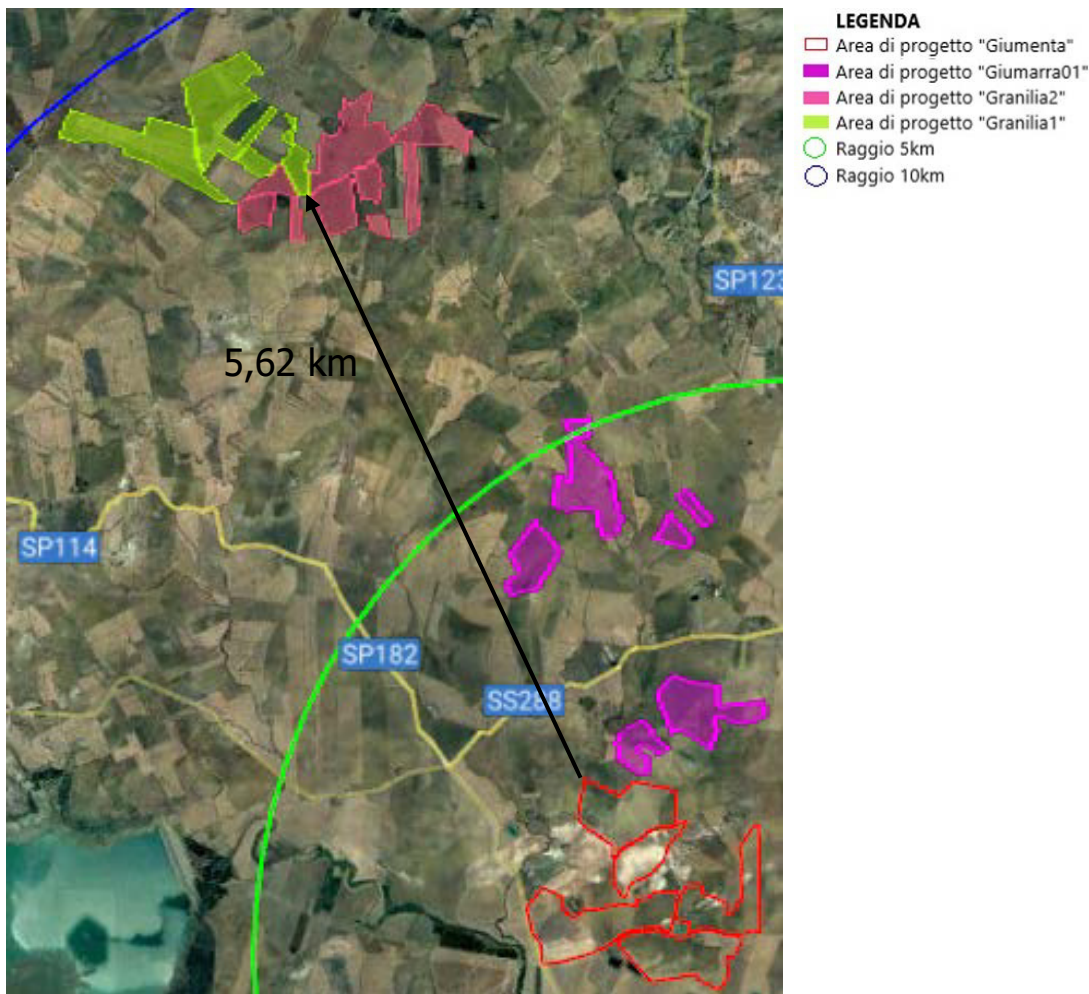 LEGENDA
Area di progetto "Giumenta"
Area di progetto "Giumarra01"
Area di progetto "Granilia2"
Area di progetto "Granilia1"
Raggio 5km
Raggio 10km
SP123
5,62 km
SP114
SP182
SS288